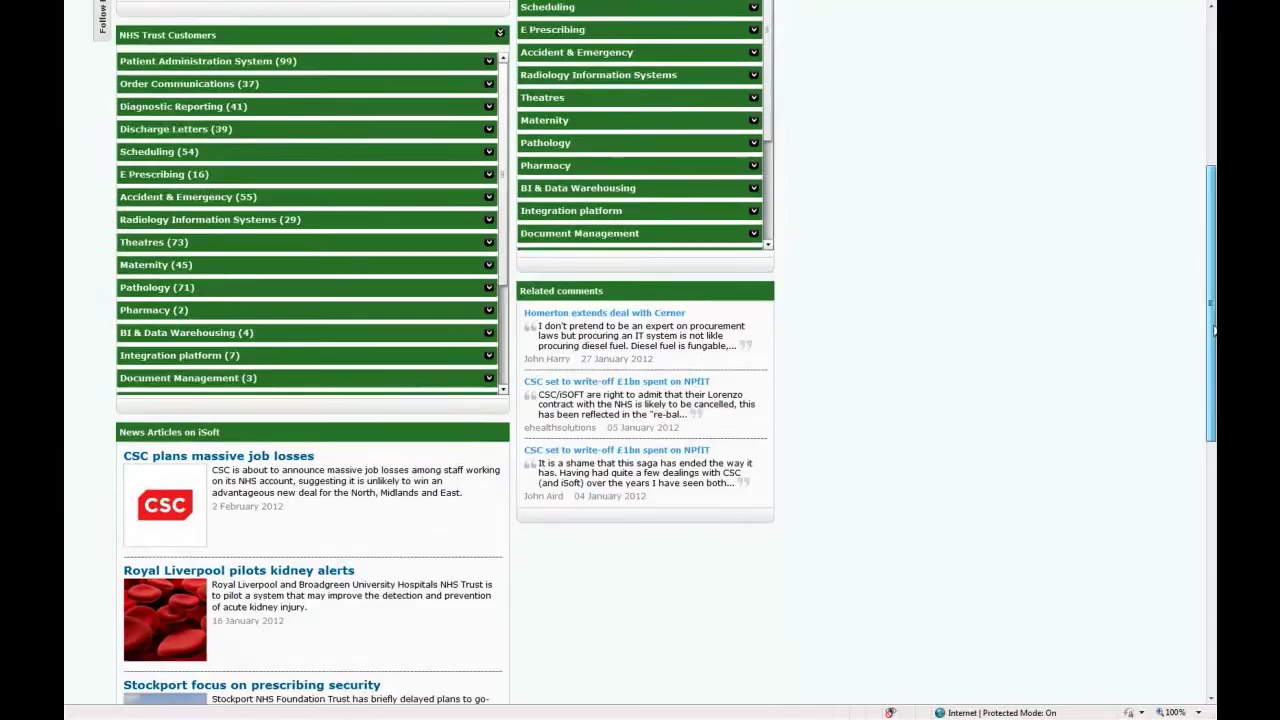 Follow
NHS Trust Customers
Patient Administration System (99)
Order Communications (37)
Diagnostic Reporting (41)
Discharge Letters (39)
Scheduling (54)
E Prescribing (16)
Accident & Emergency (55)
Radiology Information Systems (29)
Theatres (73)
Maternity (45)
Pathology (71)
Pharmacy (2)
BI & Data Warehousing (4)
Integration platform (7)
Document Management (3)
News Articles on iSoft
CSC plans massive job losses
CSC
CSC is about to announce massive job losses among staff working
on its NHS account, suggesting it is unlikely to win an
advantageous new deal for the North, Midlands and East.
2 February 2012
Royal Liverpool pilots kidney alerts
Royal Liverpool and Broadgreen University Hospitals NHS Trust is
to pilot a system that may improve the detection and prevention
of acute kidney injury.
16 January 2012
Stockport focus on prescribing security
Stockport NHS Foundation Trust has briefly delayed plans to go-
Scheduling
E Prescribing
Accident & Emergency
Radiology Information Systems
Theatres
Maternity
Pathology
Pharmacy
BI & Data Warehousing
Integration platform
Document Management
Related comments
Homerton extends deal with Cerner
I don't pretend to be an expert on procurement
laws but procuring an IT system is not likle
procuring diesel fuel. Diesel fuel is fungable,...
John Harry 27 January 2012
CSC set to write-off £1bn spent on NPfIT
CSC/iSOFT are right to admit that their Lorenzo
contract with the NHS is likely to be cancelled, this
has been reflected in the "re-bal...
ehealthsolutions 05 January 2012
CSC set to write-off £1bn spent on NPfIT
It is a shame that this saga has ended the way it
has. Having had quite a few dealings with CSC
(and iSoft) over the years I have seen both...
John Aird 04 January 2012
Internet | Protected Mode: On
100%